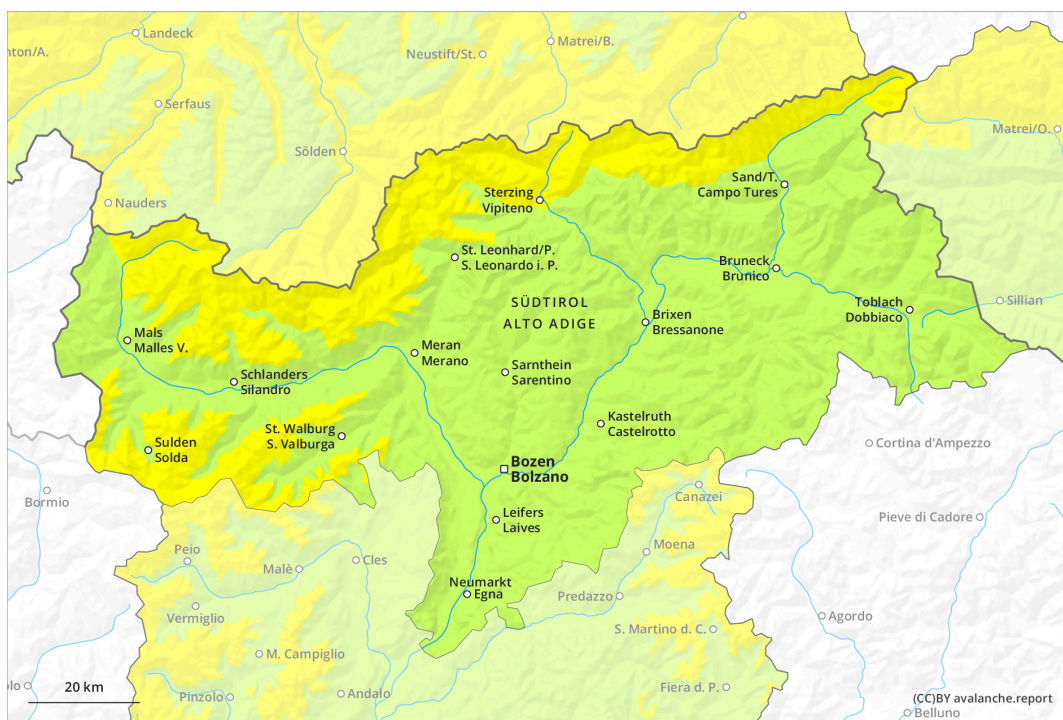 Landeck
nton/A.
Neustift/St.
Matrei/B.
Serfaus
Sölden
Matrei/O.
Nauders
Sterzing
Vipiteno
Sand/T.
Campo Tures
St. Leonhard/P.
S. Leonardo i. P.
Bruneck
Brunico
SÜDTIROL
ALTO ADIGE
Toblach
Dobbiaco
Sillian
Brixen
Bressanone
Mals
Malles V.
Meran
Merano
Schlanders
Silandro
Sarnthein
Sarentino
Kastelruth
Castelrotto
St. Walburg
S. Valburga
Sulden
Solda
Cortina d'Ampezzo
Bozen
Bolzano
Bormio
Canazei
Leifers
Laives
Pieve di Cadore
Peio
Cles
Moena
Malè
Neumarkt
Egna
Predazzo
Vermiglio
Agordo
S. Martino d. C.
M. Campiglio
olo
20 km
Pinzolo
Andalo
Fiera d. P.
(CC)BY avalanche.report
Belluno